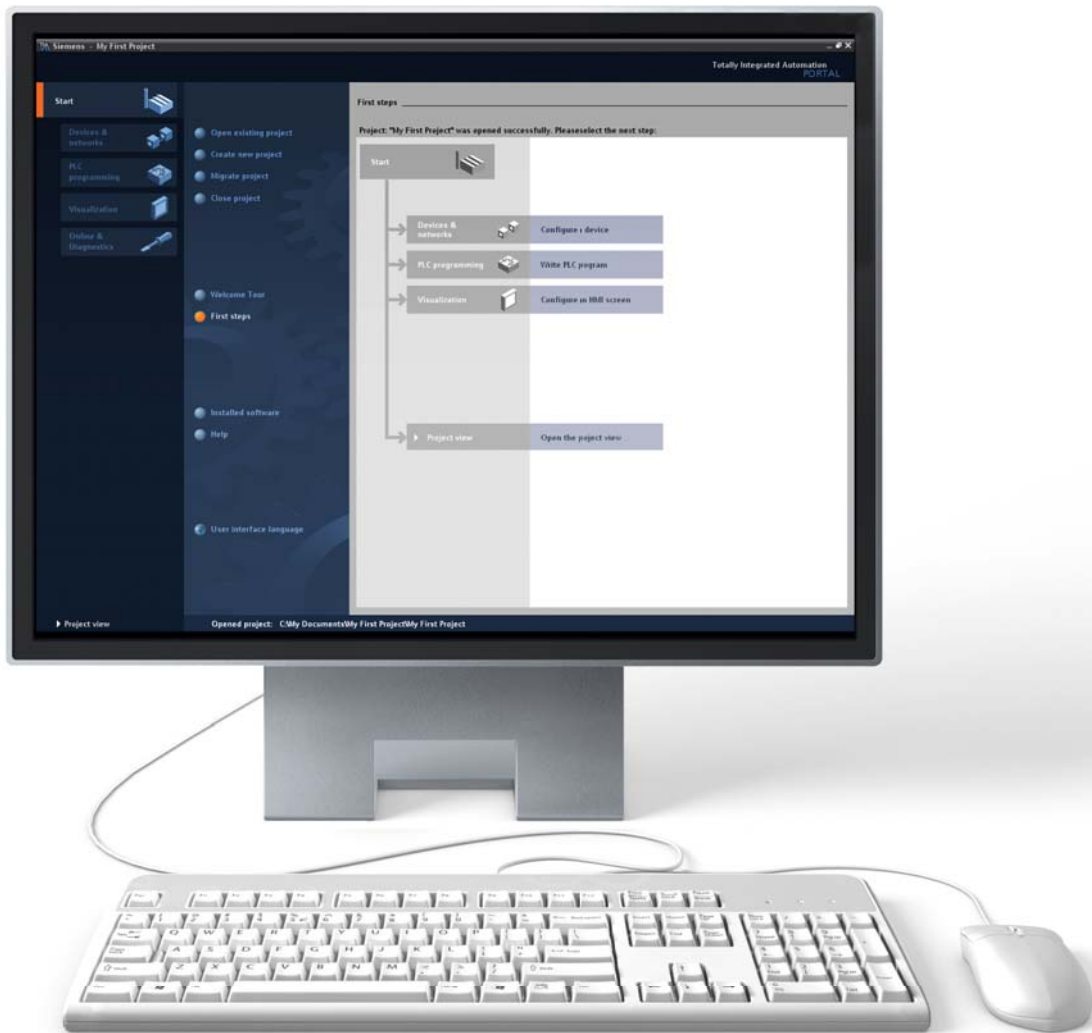 Siemens - My First Project
Totally Integrated Automation
PORTAL
Start
Devices &
networks
PLC
programming
Visualization
Online &
Diagnostics
Open existing project
Create new project
Migrate project
Close project
Welcome Tour
First steps
Installed software
Help
User interface language
First steps
Project: "My First Project" was opened successfully. Pleaseselect the next step:
Start
Devices &
networks
Configure a device
PLC programming
Write PLC pogram
Visualization
Configure an HMI screen
Project view
Open the poject view
Project view
Opened project: C:\My Documents\My First Project\My First Project
Q W E R T Y U I O P
A S D F G H J K L
Z X C V B N M